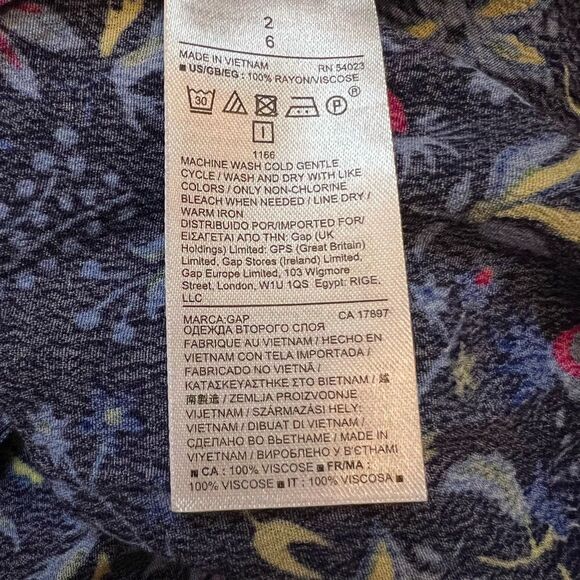 2
6
MADE IN VIETNAM RN 54023
■ US/GB/EG : 100% RAYON/VISCOSE
30 P ®
1166
MACHINE WASH COLD GENTLE
CYCLE / WASH AND DRY WITH LIKE
COLORS / ONLY NON-CHLORINE
BLEACH WHEN NEEDED / LINE DRY /
WARM IRON
DISTRIBUIDO POR/IMPORTED FOR/
ΕΙΣΑΓΕΤΑΙ ΑΠΟ ΤΗΝ: Gap (UK
Holdings) Limited: GPS (Great Britain)
Limited, Gap Stores (Ireland) Limited,
Gap Europe Limited, 103 Wigmore
Street, London, W1U 1QS Egypt: RIGE,
LLC
MARCA:GAP CA 17897
ОДЕЖДА ВТОРОГО СЛОЯ
FABRIQUE AU VIETNAM / HECHO EN
VIETNAM CON TELA IMPORTADA /
FABRICADO NO VIETNÃ /
ΚΑΤΑΣΚΕΥΑΣΤΗΚΕ ΣΤΟ ΒΙΕΤΝΑΜ / 越
南製造 / ZEMLJA PROIZVODNJE
VIJETNAM / SZÁRMAZÁSI HELY:
VIETNAM / DIBUAT DI VIETNAM /
СДЕЛАНО ВО ВЬЕТНАМЕ / MADE IN
VIYETNAM / ВИРОБЛЕНО У В'ЄТНАМІ
■ CA : 100% VISCOSE ■ FR/MA :
100% VISCOSE ■ IT : 100% VISCOSA ■